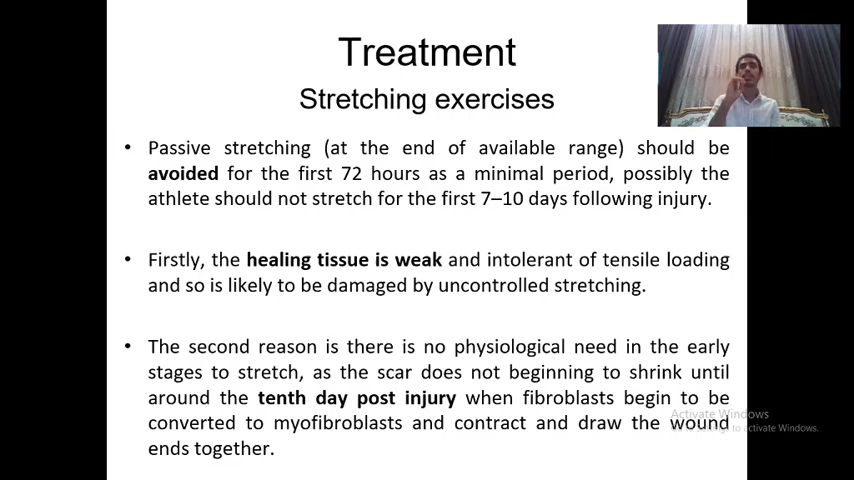 Treatment
Stretching exercises
• Passive stretching (at the end of available range) should be
avoided for the first 72 hours as a minimal period, possibly the
athlete should not stretch for the first 7–10 days following injury.
• Firstly, the healing tissue is weak and intolerant of tensile loading
and so is likely to be damaged by uncontrolled stretching.
• The second reason is there is no physiological need in the early
stages to stretch, as the scar does not beginning to shrink until
around the tenth day post injury when fibroblasts begin to be
converted to myofibroblasts and contract and draw the wound
ends together.
Activate Windows
to activate Windows.